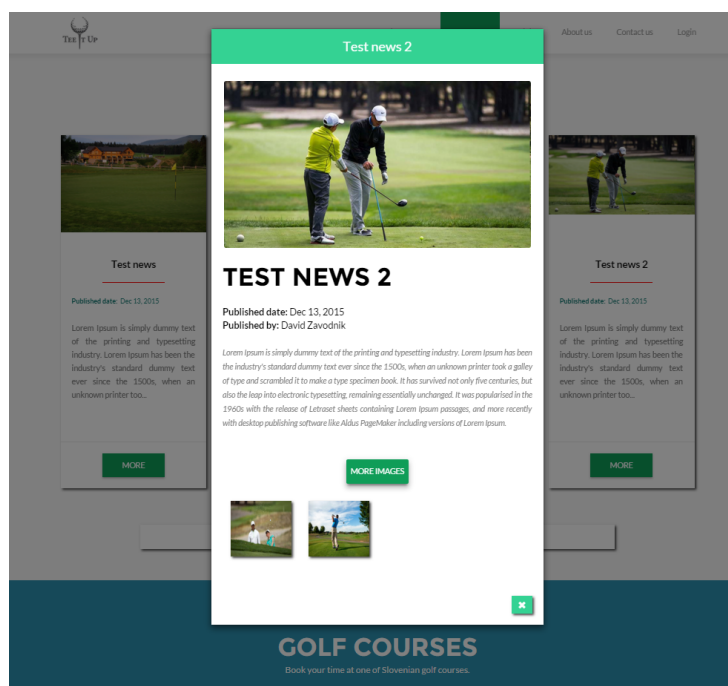 TEE IT UP
About us
Contact us
Login
Test news 2
TEST NEWS 2
Published date: Dec 13, 2015
Published by: David Zavodnik
Lorem Ipsum is simply dummy text of the printing and typesetting industry. Lorem Ipsum has been
the industry's standard dummy text ever since the 1500s, when an unknown printer took a galley
of type and scrambled it to make a type specimen book. It has survived not only five centuries, but
also the leap into electronic typesetting, remaining essentially unchanged. It was popularised in the
1960s with the release of Letraset sheets containing Lorem Ipsum passages, and more recently
with desktop publishing software like Aldus PageMaker including versions of Lorem Ipsum.
MORE IMAGES
Test news
Published date: Dec 13, 2015
Lorem Ipsum is simply dummy text
of the printing and typesetting
industry. Lorem Ipsum has been the
industry's standard dummy text
ever since the 1500s, when an
unknown printer too...
MORE
Test news 2
Published date: Dec 13, 2015
Lorem Ipsum is simply dummy text
of the printing and typesetting
industry. Lorem Ipsum has been the
industry's standard dummy text
ever since the 1500s, when an
unknown printer too...
MORE
GOLF COURSES
Book your time at one of Slovenian golf courses.